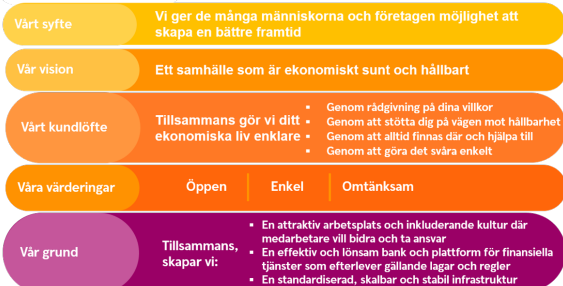 Vårt syfte
Vi ger de många människorna och företagen möjlighet att
skapa en bättre framtid
Vår vision
Ett samhälle som är ekonomiskt sunt och hållbart
Vårt kundlöfte
Tillsammans gör vi ditt
ekonomiska liv enklare
▪ Genom rådgivning på dina villkor
▪ Genom att stötta dig på vägen mot hållbarhet
▪ Genom att alltid finnas där och hjälpa till
▪ Genom att göra det svåra enkelt
Våra värderingar
Öppen
Enkel
Omtänksam
Vår grund
Tillsammans,
skapar vi:
▪ En attraktiv arbetsplats och inkluderande kultur där
medarbetare vill bidra och ta ansvar
▪ En effektiv och lönsam bank och plattform för finansiella
tjänster som efterlever gällande lagar och regler
▪ En standardiserad, skalbar och stabil infrastruktur